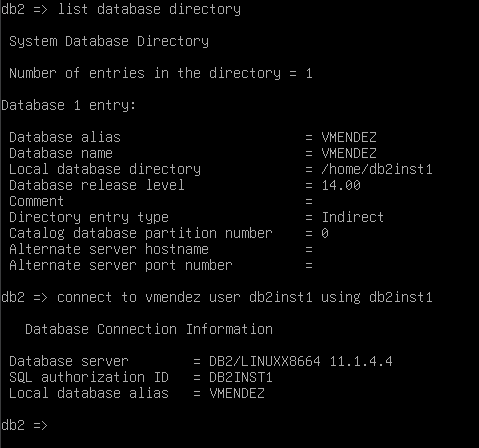 db2 => list database directory
System Database Directory
Number of entries in the directory = 1
Database 1 entry:
Database alias = VMENDEZ
Database name = VMENDEZ
Local database directory = /home/db2inst1
Database release level = 14.00
Comment =
Directory entry type = Indirect
Catalog database partition number = 0
Alternate server hostname =
Alternate server port number =
db2 => connect to vmendez user db2inst1 using db2inst1
Database Connection Information
Database server = DB2/LINUXX8664 11.1.4.4
SQL authorization ID = DB2INST1
Local database alias = VMENDEZ
db2 =>